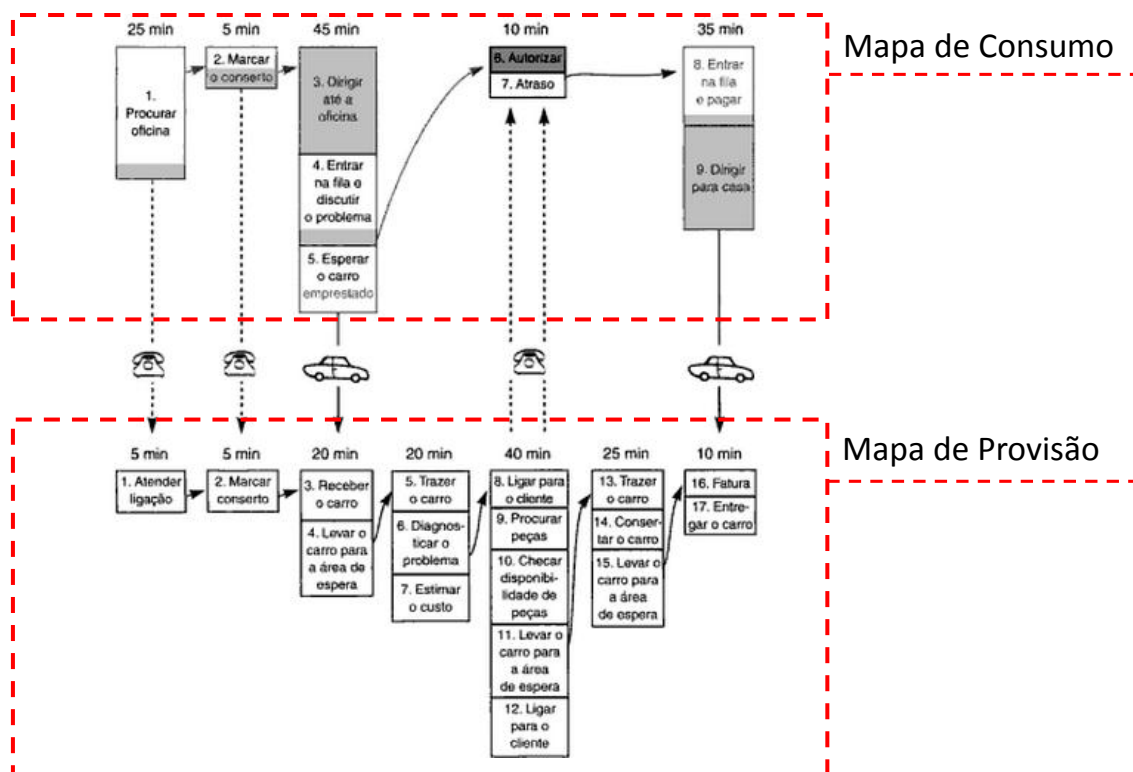 25 min
5 min
45 min
10 min
35 min
Mapa de Consumo
1.
Procurar
oficina
2. Marcar
o conserto
3. Dirigir
até a
oficina
4. Entrar
na fila e
discutir
o problema
5. Esperar
o carro
emprestado
6. Autorizar
7. Atraso
8. Entrar
na fila
e pagar
9. Dirigir
para casa
Mapa de Provisão
5 min
5 min
20 min
20 min
40 min
25 min
10 min
1. Atender
ligação
2. Marcar
conserto
3. Receber
o carro
4. Levar o
carro para
a área de
espera
5. Trazer
o carro
6. Diagnos-
ticar o
problema
7. Estimar
o custo
8. Ligar para
o cliente
9. Procurar
peças
10. Checar
disponibi-
lidade de
peças
11. Levar o
carro para
a área
de espera
12. Ligar
para o
cliente
13. Trazer
o carro
14. Conser-
tar o carro
15. Levar o
carro para
a área
de espera
16. Fatura
17. Entre-
gar o carro